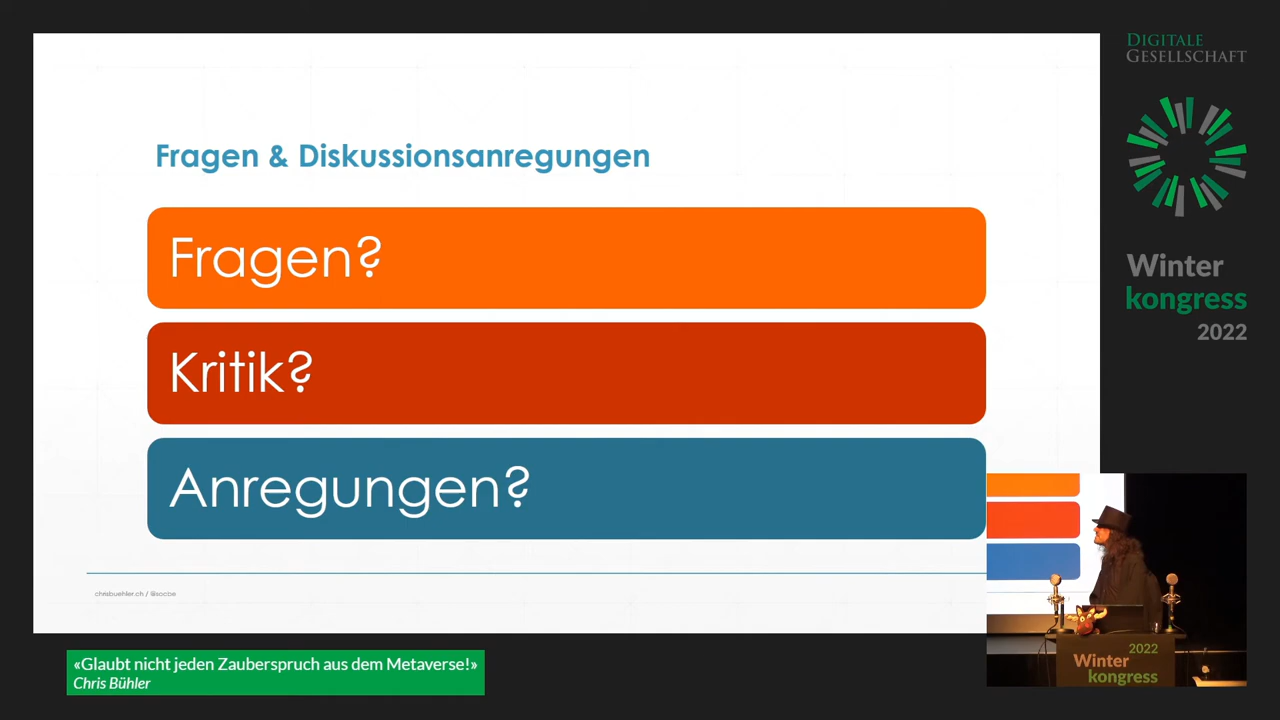 DIGITALE
GESELLSCHAFT
Fragen & Diskussionsanregungen
Fragen?
Kritik?
Anregungen?
Winter
kongress
2022
chrisbuehler.ch / @socbe
«Glaubt nicht jeden Zauberspruch aus dem Metaverse!»
Chris Bühler
2022
Winter
kongress